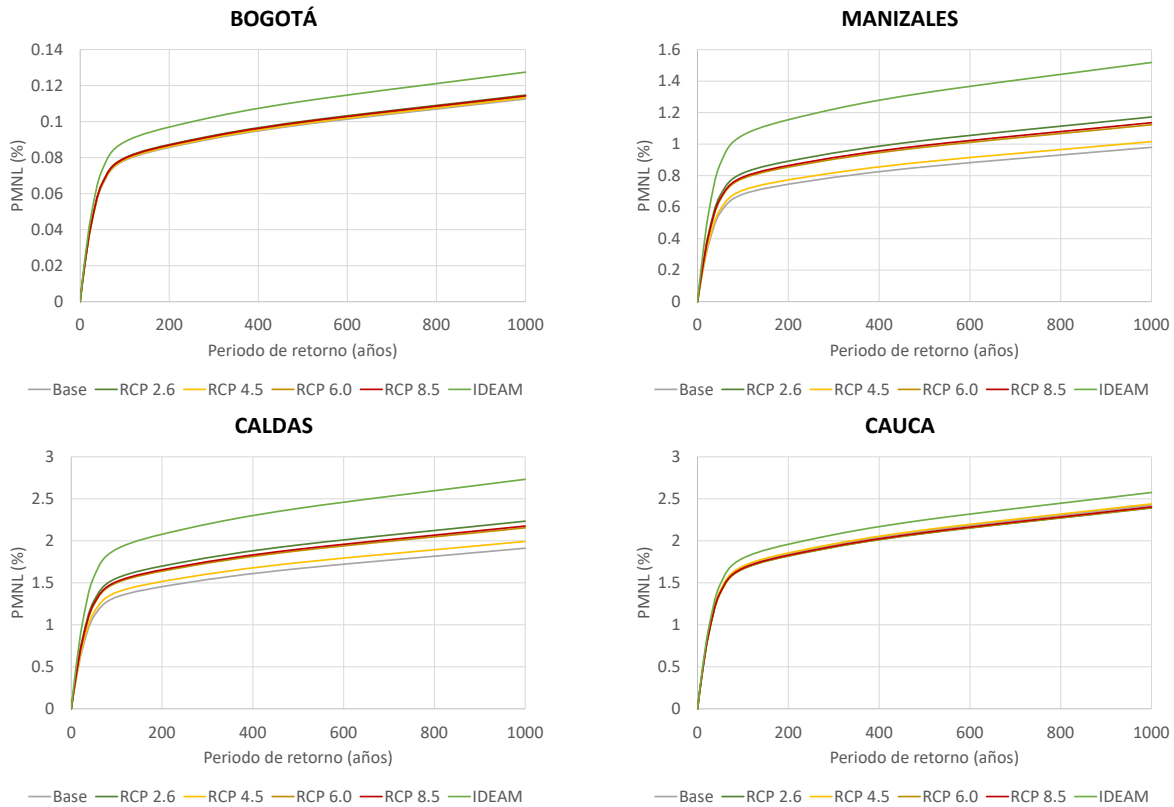 BOGOTÁ
0.14
0.12
0.1
0.08
0.06
0.04
0.02
0
PMNL (%)
0 200 400 600 800 1000
Periodo de retorno (años)
Base RCP 2.6 RCP 4.5 RCP 6.0 RCP 8.5 IDEAM
MANIZALES
1.6
1.4
1.2
1
0.8
0.6
0.4
0.2
0
PMNL (%)
0 200 400 600 800 1000
Periodo de retorno (años)
Base RCP 2.6 RCP 4.5 RCP 6.0 RCP 8.5 IDEAM
CALDAS
3
2.5
2
1.5
1
0.5
0
PMNL (%)
0 200 400 600 800 1000
Periodo de retorno (años)
Base RCP 2.6 RCP 4.5 RCP 6.0 RCP 8.5 IDEAM
CAUCA
3
2.5
2
1.5
1
0.5
0
PMNL (%)
0 200 400 600 800 1000
Periodo de retorno (años)
Base RCP 2.6 RCP 4.5 RCP 6.0 RCP 8.5 IDEAM